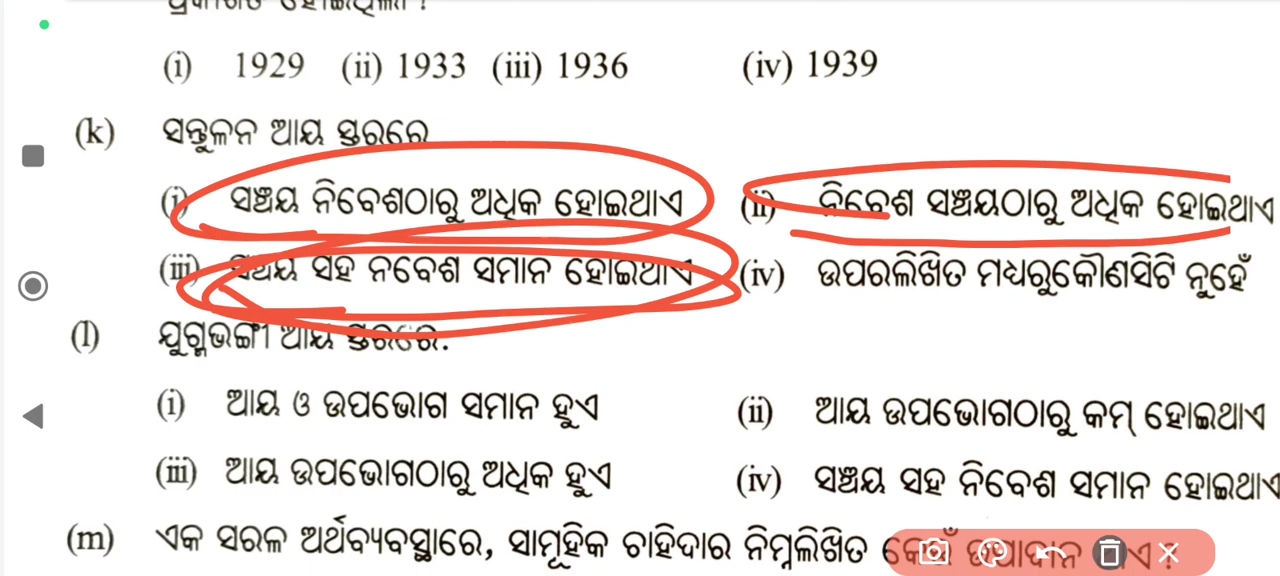 (i) 1929 (ii) 1933 (iii) 1936 (iv) 1939
(k) ସନ୍ତୁଳନ ଆୟ ସ୍ତରରେ
(i) ସଞ୍ଚୟ ନିବେଶଠାରୁ ଅଧିକ ହୋଇଥାଏ (ii) ନିବେଶ ସଞ୍ଚୟଠାରୁ ଅଧିକ ହୋଇଥାଏ
(iii) ସଞ୍ଚୟ ସହ ନିବେଶ ସମାନ ହୋଇଥାଏ (iv) ଉପରଲିଖିତ ମଧ୍ୟରୁକୌଣସିଟି ନୁହେଁ
(l) ଯୁଗ୍ମଭଙ୍ଗୀ ଆୟ ସ୍ତରରେ.
(i) ଆୟ ଓ ଉପଭୋଗ ସମାନ ହୁଏ (ii) ଆୟ ଉପଭୋଗଠାରୁ କମ୍ ହୋଇଥାଏ
(iii) ଆୟ ଉପଭୋଗଠାରୁ ଅଧିକ ହୁଏ (iv) ସଞ୍ଚୟ ସହ ନିବେଶ ସମାନ ହୋଇଥାଏ
(m) ଏକ ସରଳ ଅର୍ଥବ୍ୟବସ୍ଥାରେ, ସାମୂହିକ ଚାହିଦାର ନିମ୍ନଲିଖିତ